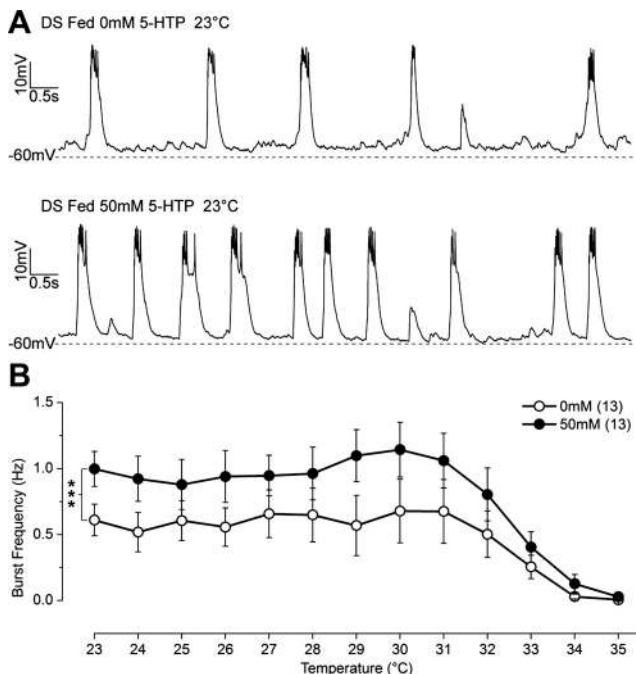 A
DS Fed 0mM 5-HTP 23°C
10mV
0.5s
-60mV
DS Fed 50mM 5-HTP 23°C
10mV
0.5s
-60mV
B
1.5
1.0
0.5
0.0
Burst Frequency (Hz)
***
0mM (13)
50mM (13)
23 24 25 26 27 28 29 30 31 32 33 34 35
Temperature (°C)